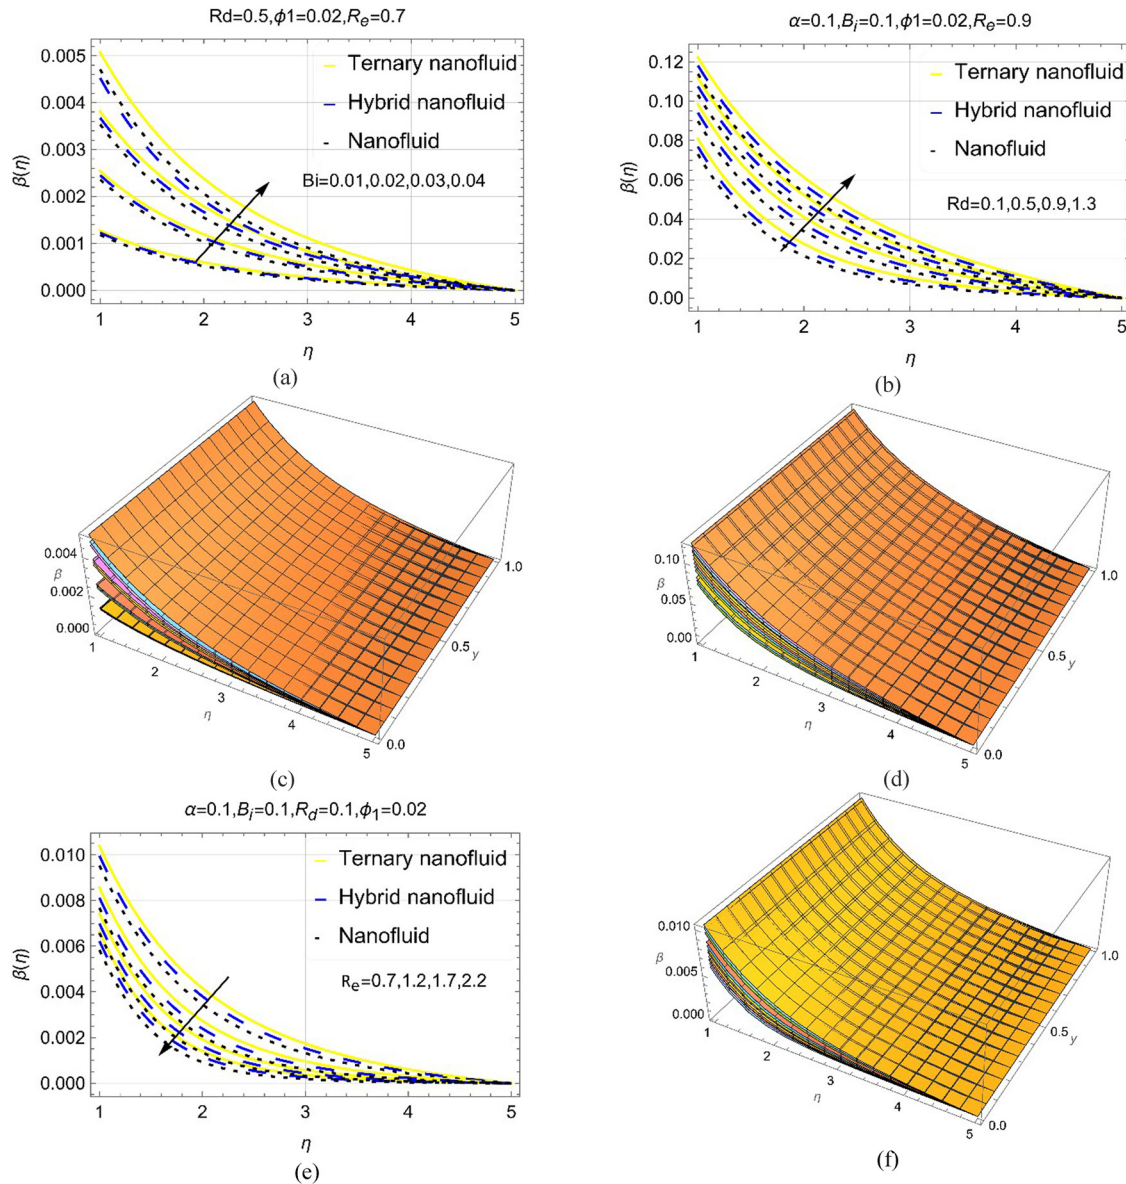 Rd=0.5,ϕ1=0.02,Re=0.7
0.005
0.004
0.003
0.002
0.001
0.000
β(η)
Ternary nanofluid
Hybrid nanofluid
Nanofluid
Bi=0.01,0.02,0.03,0.04
1 2 3 4 5
η
(a)
α=0.1,Bi=0.1,ϕ1=0.02,Re=0.9
0.12
0.10
0.08
0.06
0.04
0.02
0.00
β(η)
Ternary nanofluid
Hybrid nanofluid
Nanofluid
Rd=0.1,0.5,0.9,1.3
1 2 3 4 5
η
(b)
0.004
β
0.002
0.000
1 2 3 4 5
η
0.0 0.5 1.0
y
(c)
0.10
β
0.05
0.00
1 2 3 4 5
η
0.0 0.5 1.0
y
(d)
α=0.1,Bi=0.1,Rd=0.1,ϕ1=0.02
0.010
0.008
0.006
0.004
0.002
0.000
β(η)
Ternary nanofluid
Hybrid nanofluid
Nanofluid
Re=0.7,1.2,1.7,2.2
1 2 3 4 5
η
(e)
0.010
β
0.005
0.000
1 2 3 4 5
η
0.0 0.5 1.0
y
(f)